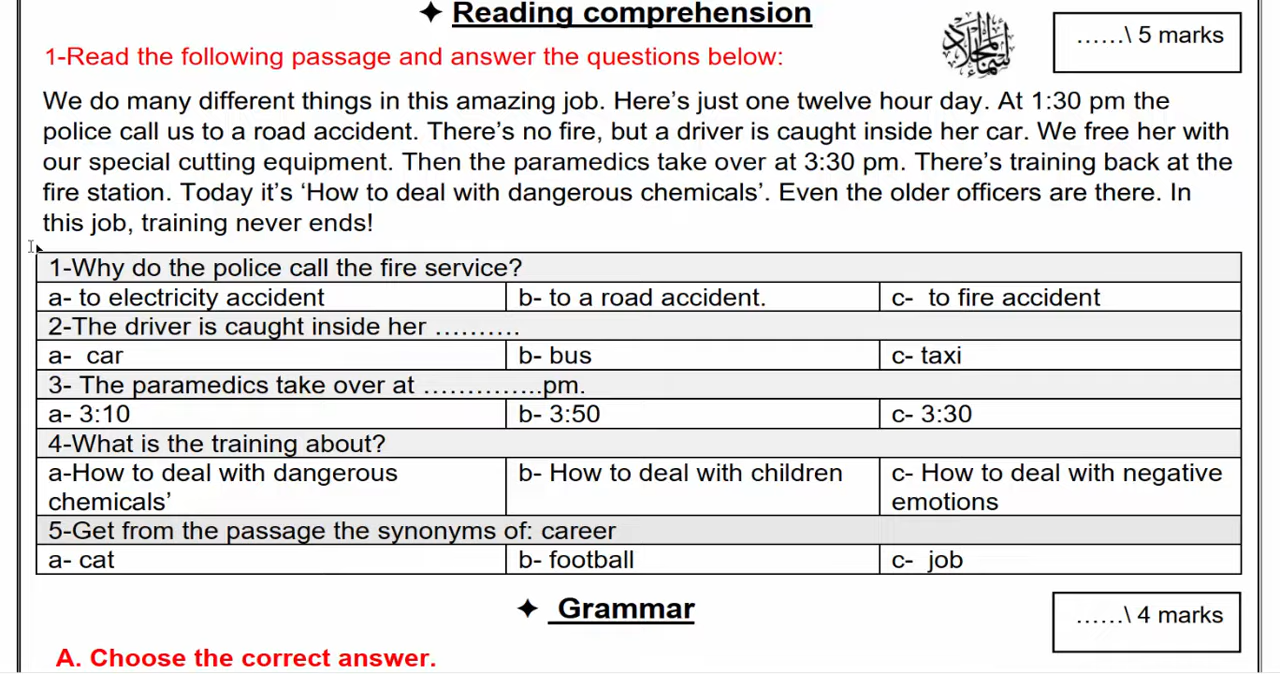 ✦ Reading comprehension
……\ 5 marks
1-Read the following passage and answer the questions below:
We do many different things in this amazing job. Here’s just one twelve hour day. At 1:30 pm the
police call us to a road accident. There’s no fire, but a driver is caught inside her car. We free her with
our special cutting equipment. Then the paramedics take over at 3:30 pm. There’s training back at the
fire station. Today it’s ‘How to deal with dangerous chemicals’. Even the older officers are there. In
this job, training never ends!
1-Why do the police call the fire service?
a- to electricity accident b- to a road accident. c- to fire accident
2-The driver is caught inside her ……….
a- car b- bus c- taxi
3- The paramedics take over at …………..pm.
a- 3:10 b- 3:50 c- 3:30
4-What is the training about?
a-How to deal with dangerous b- How to deal with children c- How to deal with negative
chemicals’ emotions
5-Get from the passage the synonyms of: career
a- cat b- football c- job
✦ Grammar
……\ 4 marks
A. Choose the correct answer.